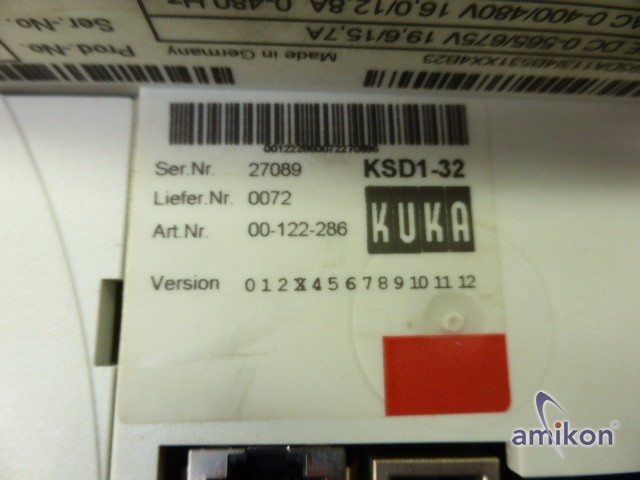 AC 0-400/480V 16,0/12.8A 0-480 Hz
DC 0-565/675V 19,6/15,7A
Ser.-No.
Prod.-No.
Made in Germany
Ser.Nr. 27089 KSD1-32
Liefer.Nr. 0072
Art.Nr. 00-122-286
KUKA
Version 0 1 2 X 4 5 6 7 8 9 10 11 12
amikon